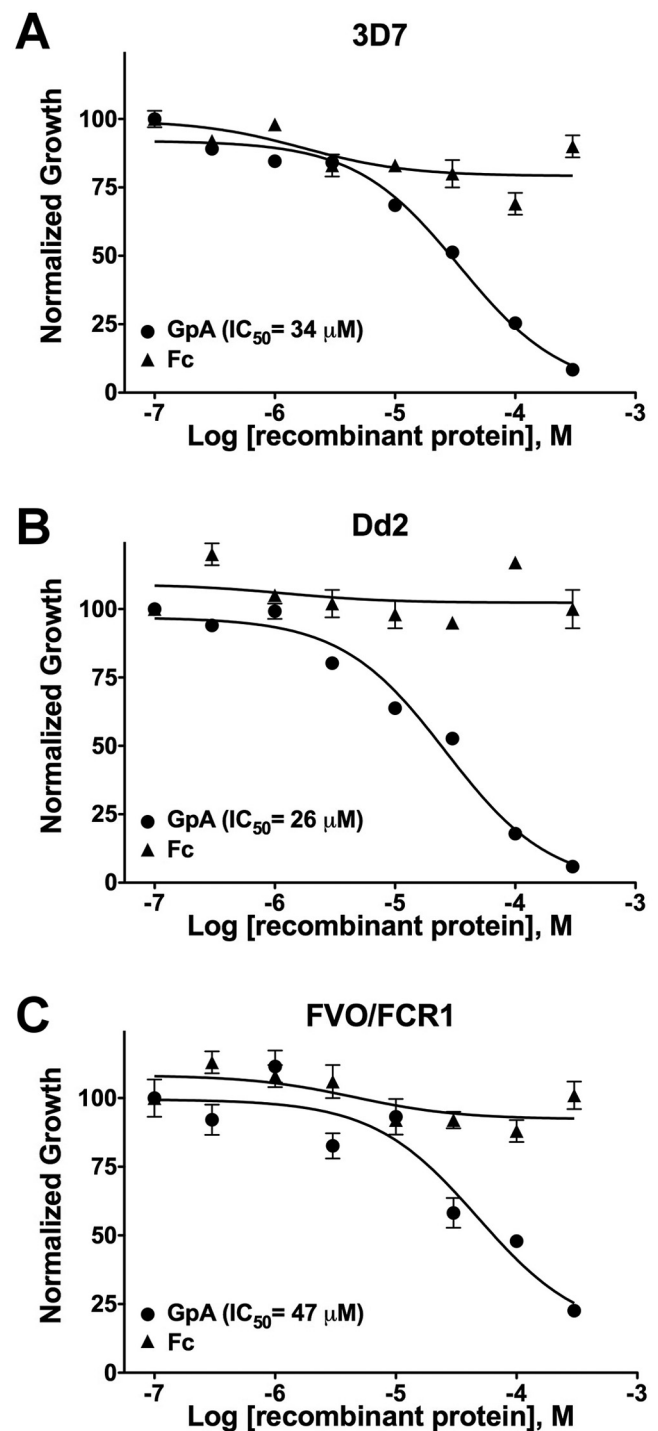 A
3D7
Normalized Growth
100
75
50
25
0
GpA (IC50= 34 μM)
Fc
-7 -6 -5 -4 -3
Log [recombinant protein], M
B
Dd2
Normalized Growth
100
75
50
25
0
GpA (IC50= 26 μM)
Fc
-7 -6 -5 -4 -3
Log [recombinant protein], M
C
FVO/FCR1
Normalized Growth
100
75
50
25
0
GpA (IC50= 47 μM)
Fc
-7 -6 -5 -4 -3
Log [recombinant protein], M